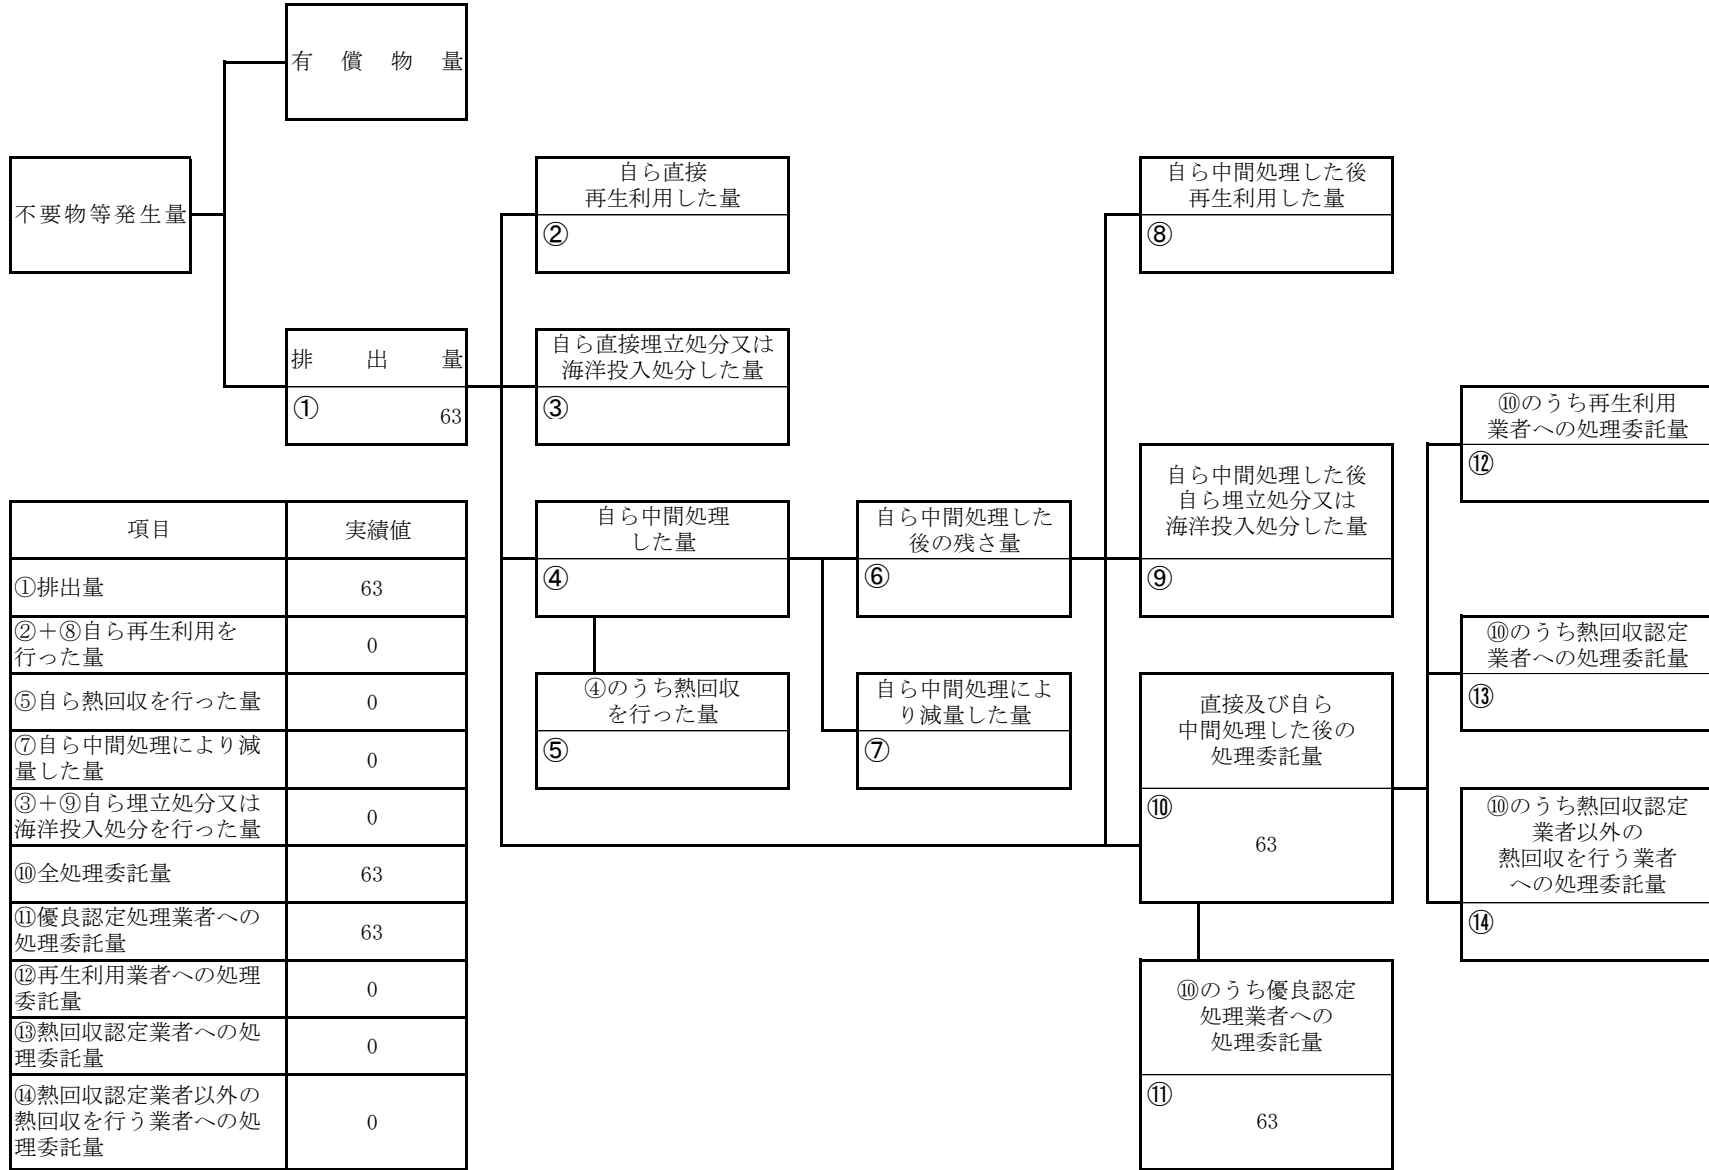 有償物量
不要物等発生量
自ら直接
再生利用した量
②
自ら中間処理した後
再生利用した量
⑧
排出量
①
63
自ら直接埋立処分又は
海洋投入処分した量
③
⑩のうち再生利用
業者への処理委託量
⑫
自ら中間処理した後
自ら埋立処分又は
海洋投入処分した量
⑨
自ら中間処理
した量
④
自ら中間処理した
後の残さ量
⑥
⑩のうち熱回収認定
業者への処理委託量
⑬
④のうち熱回収
を行った量
⑤
自ら中間処理によ
り減量した量
⑦
直接及び自ら
中間処理した後の
処理委託量
⑩
63
⑩のうち熱回収認定
業者以外の
熱回収を行う業者
への処理委託量
⑭
⑩のうち優良認定
処理業者への
処理委託量
⑪
63
項目 実績値
①排出量 63
②+⑧自ら再生利用を
行った量 0
⑤自ら熱回収を行った量 0
⑦自ら中間処理により減
量した量 0
③+⑨自ら埋立処分又は
海洋投入処分を行った量 0
⑩全処理委託量 63
⑪優良認定処理業者への
処理委託量 63
⑫再生利用業者への処理
委託量 0
⑬熱回収認定業者への処
理委託量 0
⑭熱回収認定業者以外の
熱回収を行う業者への処 0
理委託量